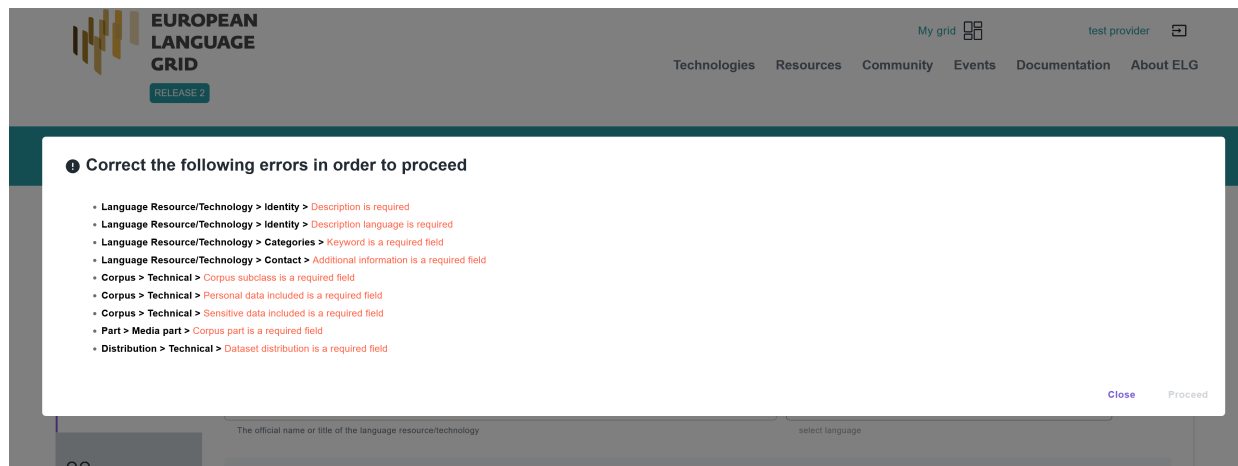 EUROPEAN
LANGUAGE
GRID
RELEASE 2
My grid
test provider
Technologies Resources Community Events Documentation About ELG
Correct the following errors in order to proceed
Language Resource/Technology > Identity > Description is required
Language Resource/Technology > Identity > Description language is required
Language Resource/Technology > Categories > Keyword is a required field
Language Resource/Technology > Contact > Additional information is a required field
Corpus > Technical > Corpus subclass is a required field
Corpus > Technical > Personal data included is a required field
Corpus > Technical > Sensitive data included is a required field
Part > Media part > Corpus part is a required field
Distribution > Technical > Dataset distribution is a required field
Close Proceed
The official name or title of the language resource/technology
select language